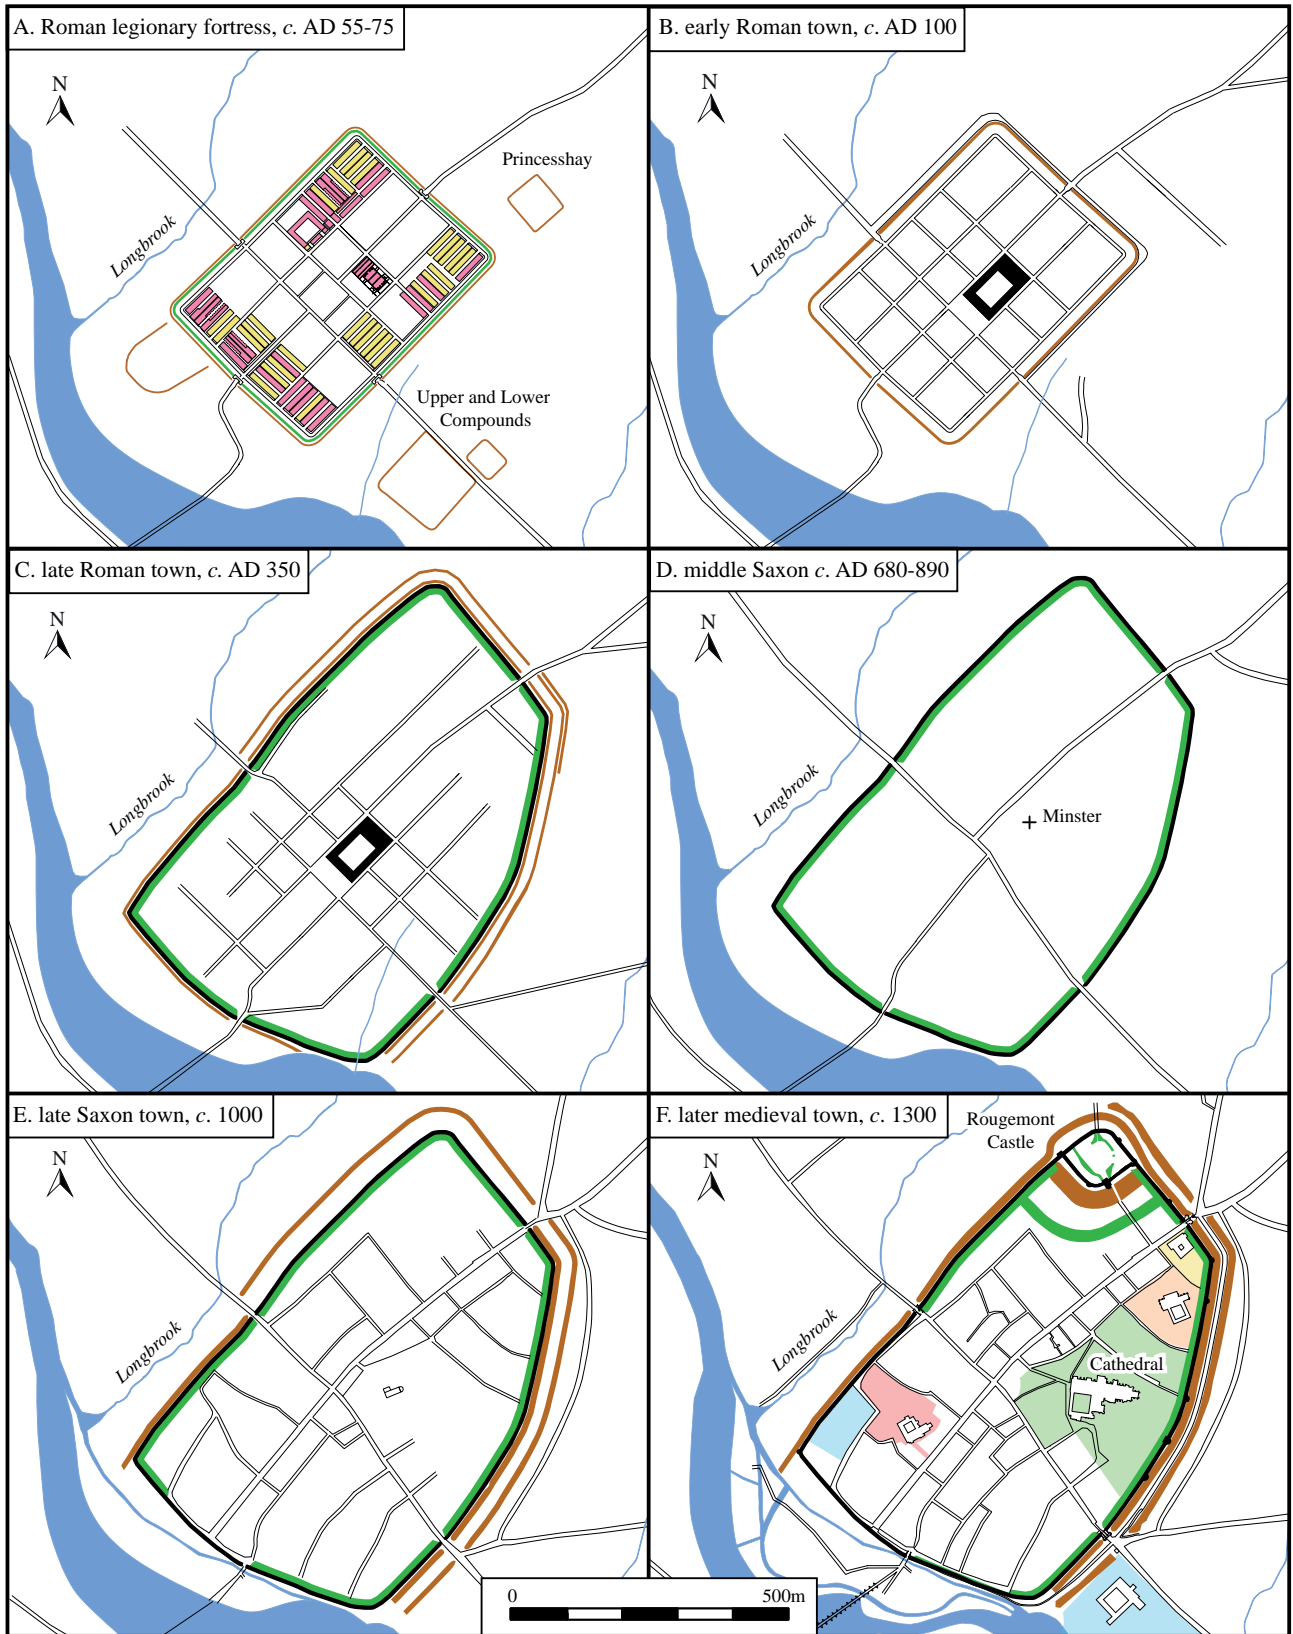 A. Roman legionary fortress, c. AD 55-75
N
Longbrook
Princesshay
Upper and Lower
Compounds
B. early Roman town, c. AD 100
N
Longbrook
C. late Roman town, c. AD 350
N
Longbrook
D. middle Saxon c. AD 680-890
N
Longbrook
Minster
E. late Saxon town, c. 1000
N
Longbrook
F. later medieval town, c. 1300
Rougemont
Castle
N
Longbrook
Cathedral
0 500m